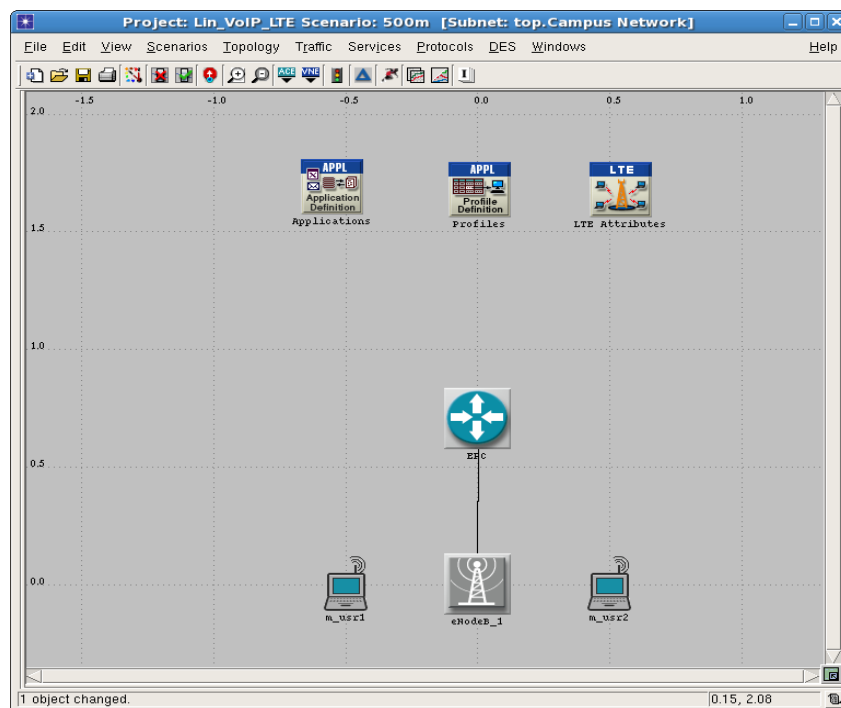 Project: Lin_VoIP_LTE Scenario: 500m [Subnet: top.Campus Network]
File Edit View Scenarios Topology Traffic Services Protocols DES Windows Help
ACE VNE
-1.5 -1.0 -0.5 0.0 0.5 1.0
2.0
APPL APPL LTE
Application Definition
Profile Definition
Applications Profiles LTE Attributes
1.5
1.0
EPC
0.5
0.0
m_usr1 eNodeB_1 m_usr2
1 object changed. 0.15, 2.08